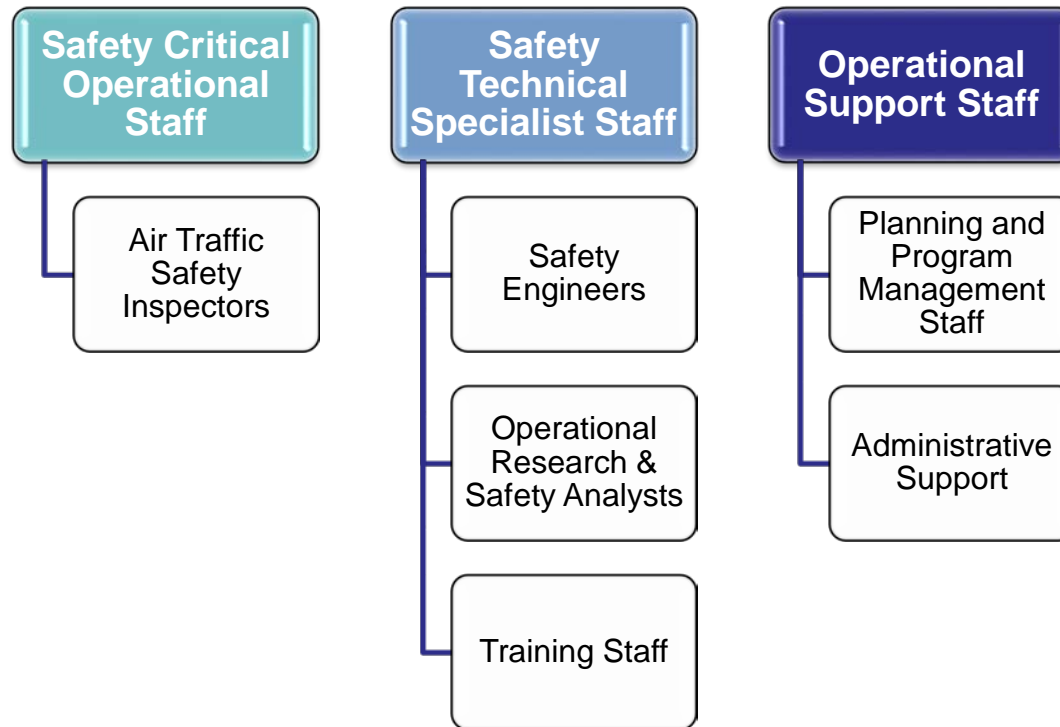 Safety Critical
Operational
Staff
Air Traffic
Safety
Inspectors
Safety
Technical
Specialist Staff
Safety
Engineers
Operational
Research &
Safety Analysts
Training Staff
Operational
Support Staff
Planning and
Program
Management
Staff
Administrative
Support